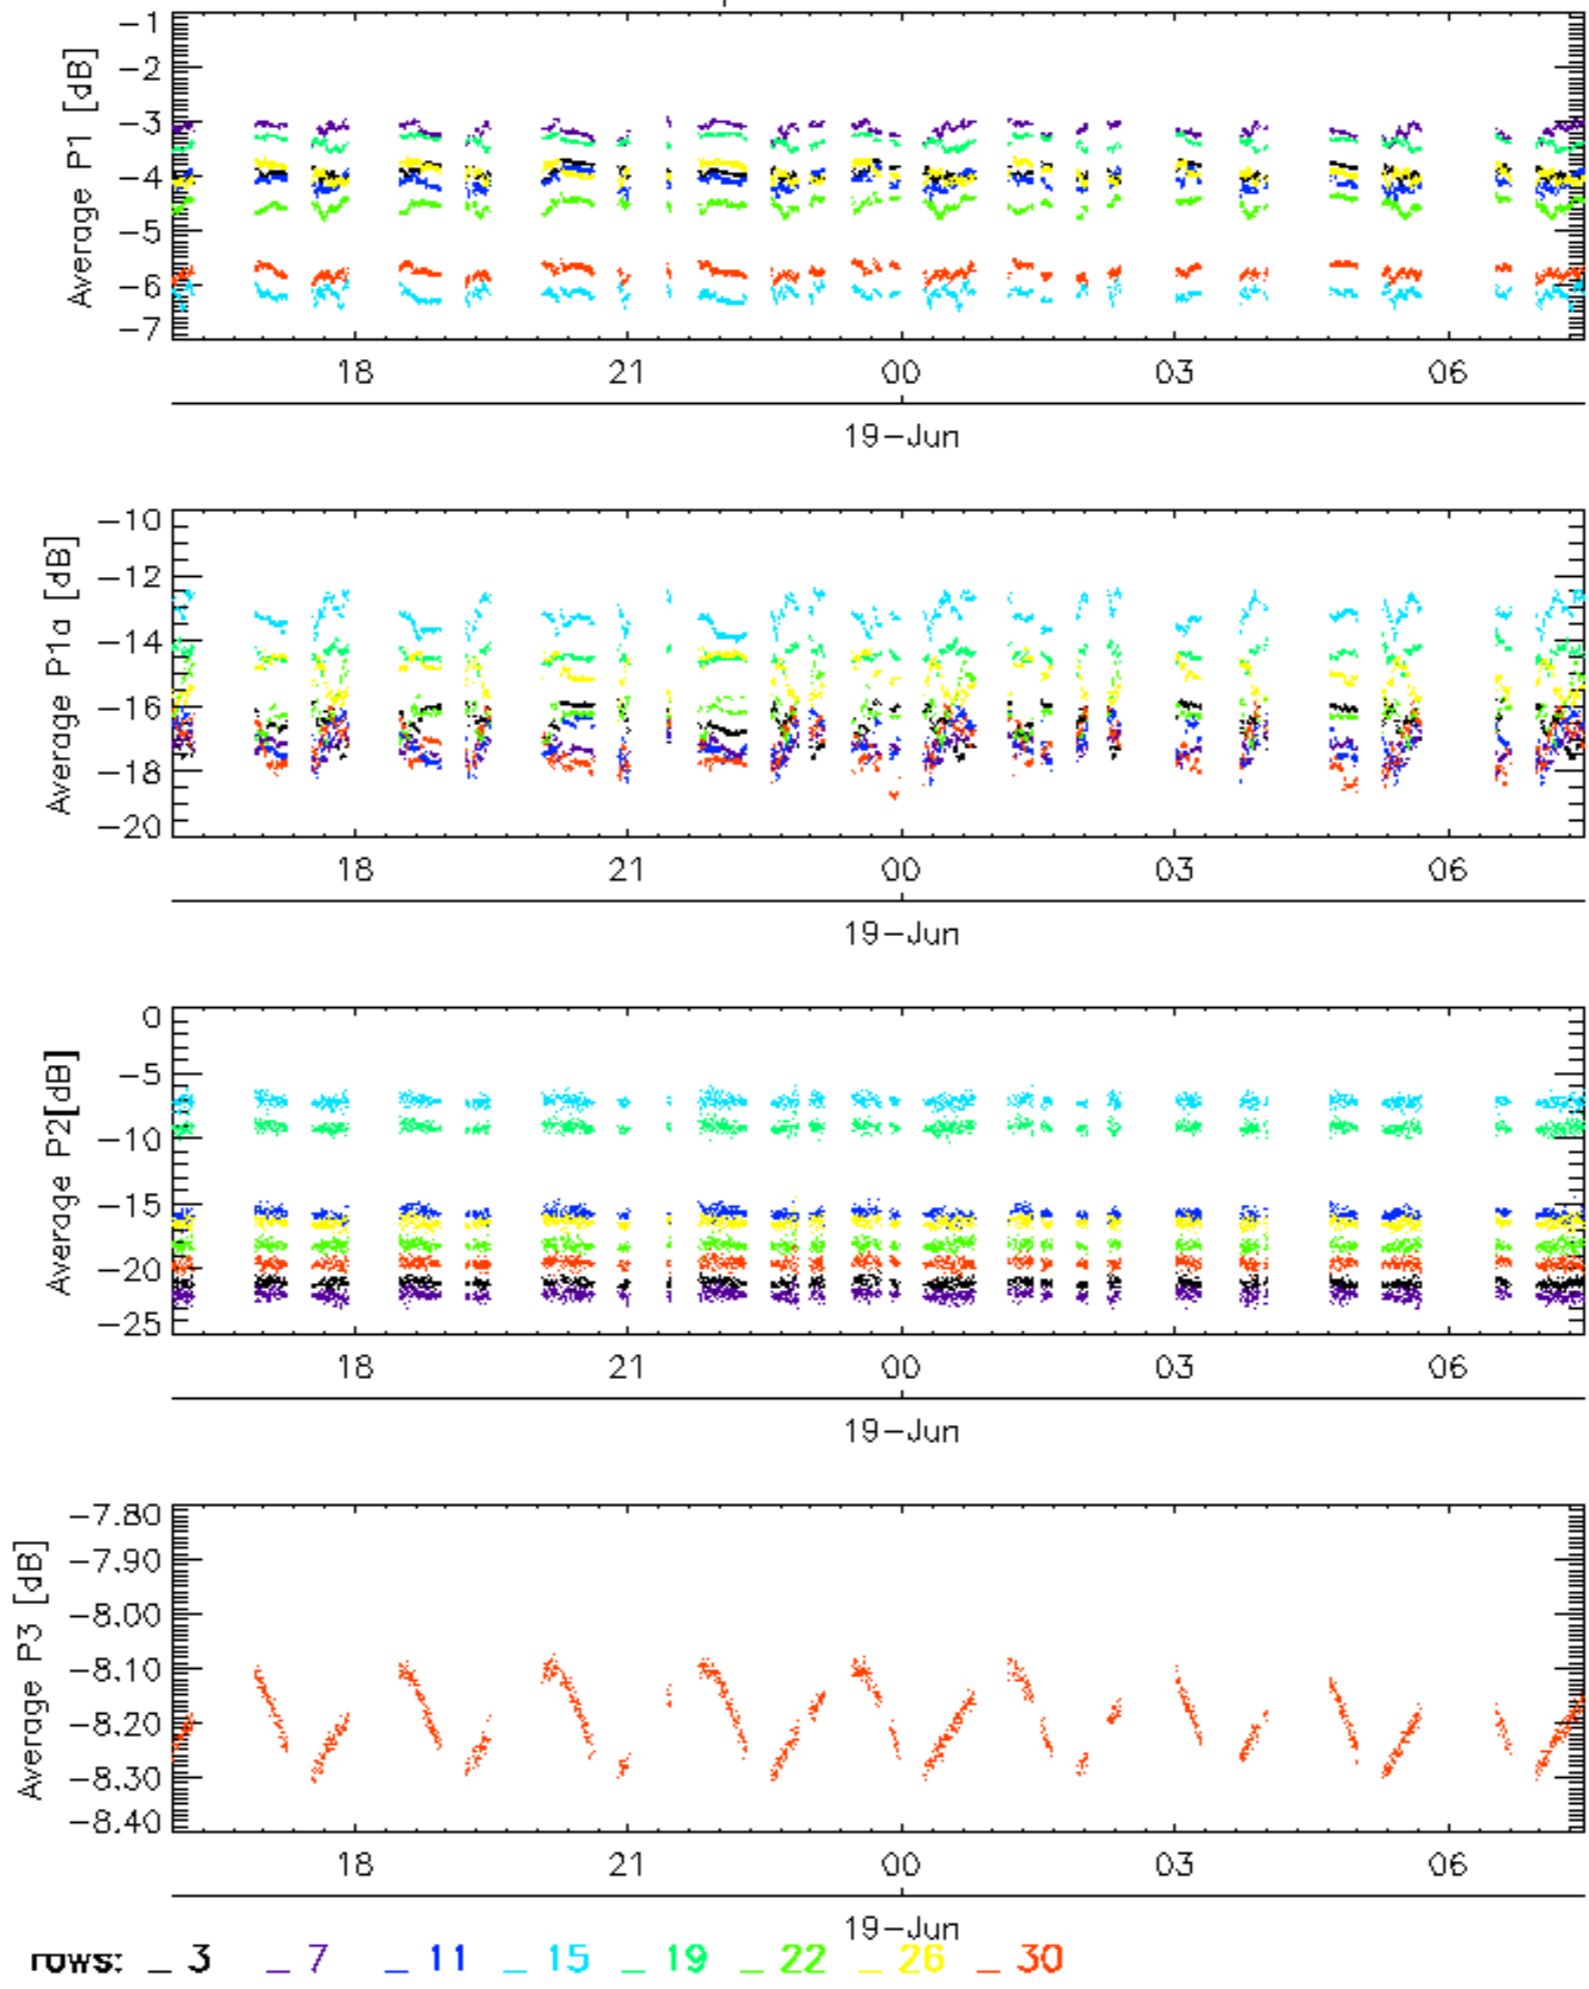 Average P1 [dB]
-1
-2
-3
-4
-5
-6
-7
18 21 00 03 06
19-Jun
Average P1a [dB]
-10
-12
-14
-16
-18
-20
18 21 00 03 06
19-Jun
Average P2[dB]
0
-5
-10
-15
-20
-25
18 21 00 03 06
19-Jun
Average P3 [dB]
-7.80
-7.90
-8.00
-8.10
-8.20
-8.30
-8.40
18 21 00 03 06
19-Jun
rows: _ 3 _ 7 _ 11 _ 15 _ 19 _ 22 _ 26 _ 30